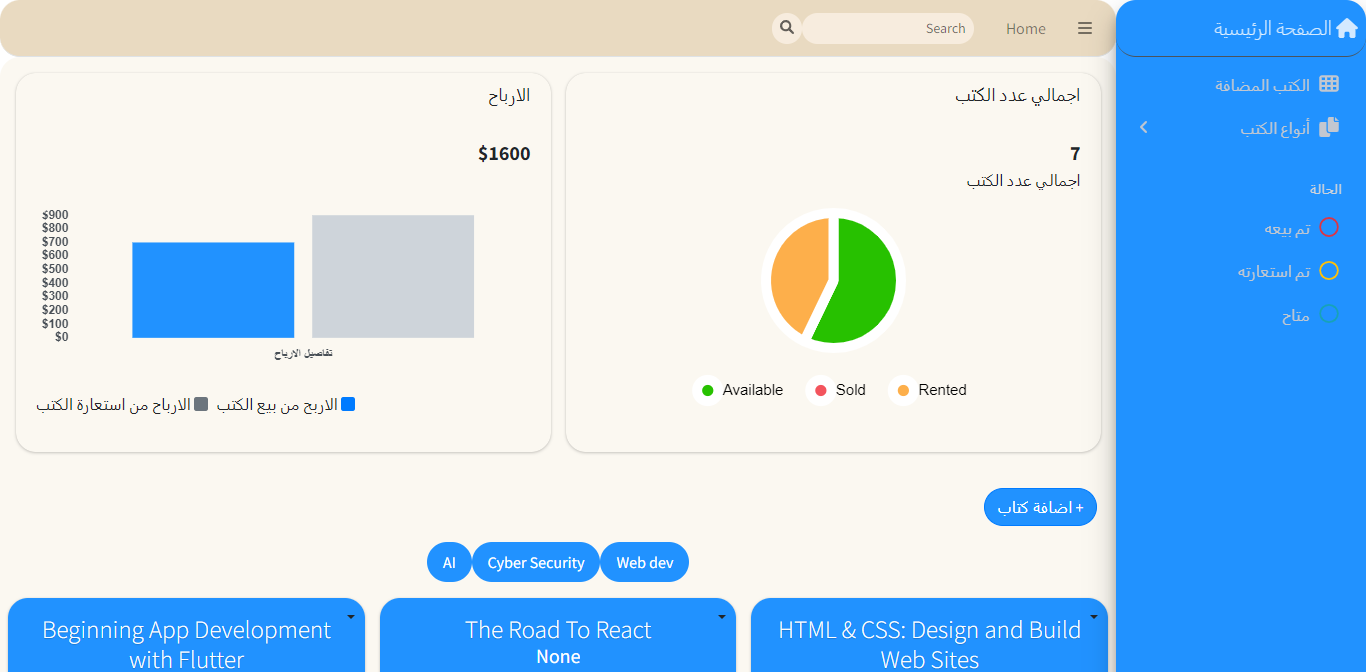 الصفحة الرئيسية
الكتب المضافة
أنواع الكتب
الحالة
تم بيعه
تم استعارته
متاح
Home
Search
اجمالي عدد الكتب
7
اجمالي عدد الكتب
Available
Sold
Rented
الارباح
$1600
$900
$800
$700
$600
$500
$400
$300
$200
$100
$0
تفاصيل الارباح
الاربح من بيع الكتب
الارباح من استعارة الكتب
+ اضافة كتاب
AI
Cyber Security
Web dev
HTML & CSS: Design and Build
Web Sites
The Road To React
None
Beginning App Development
with Flutter